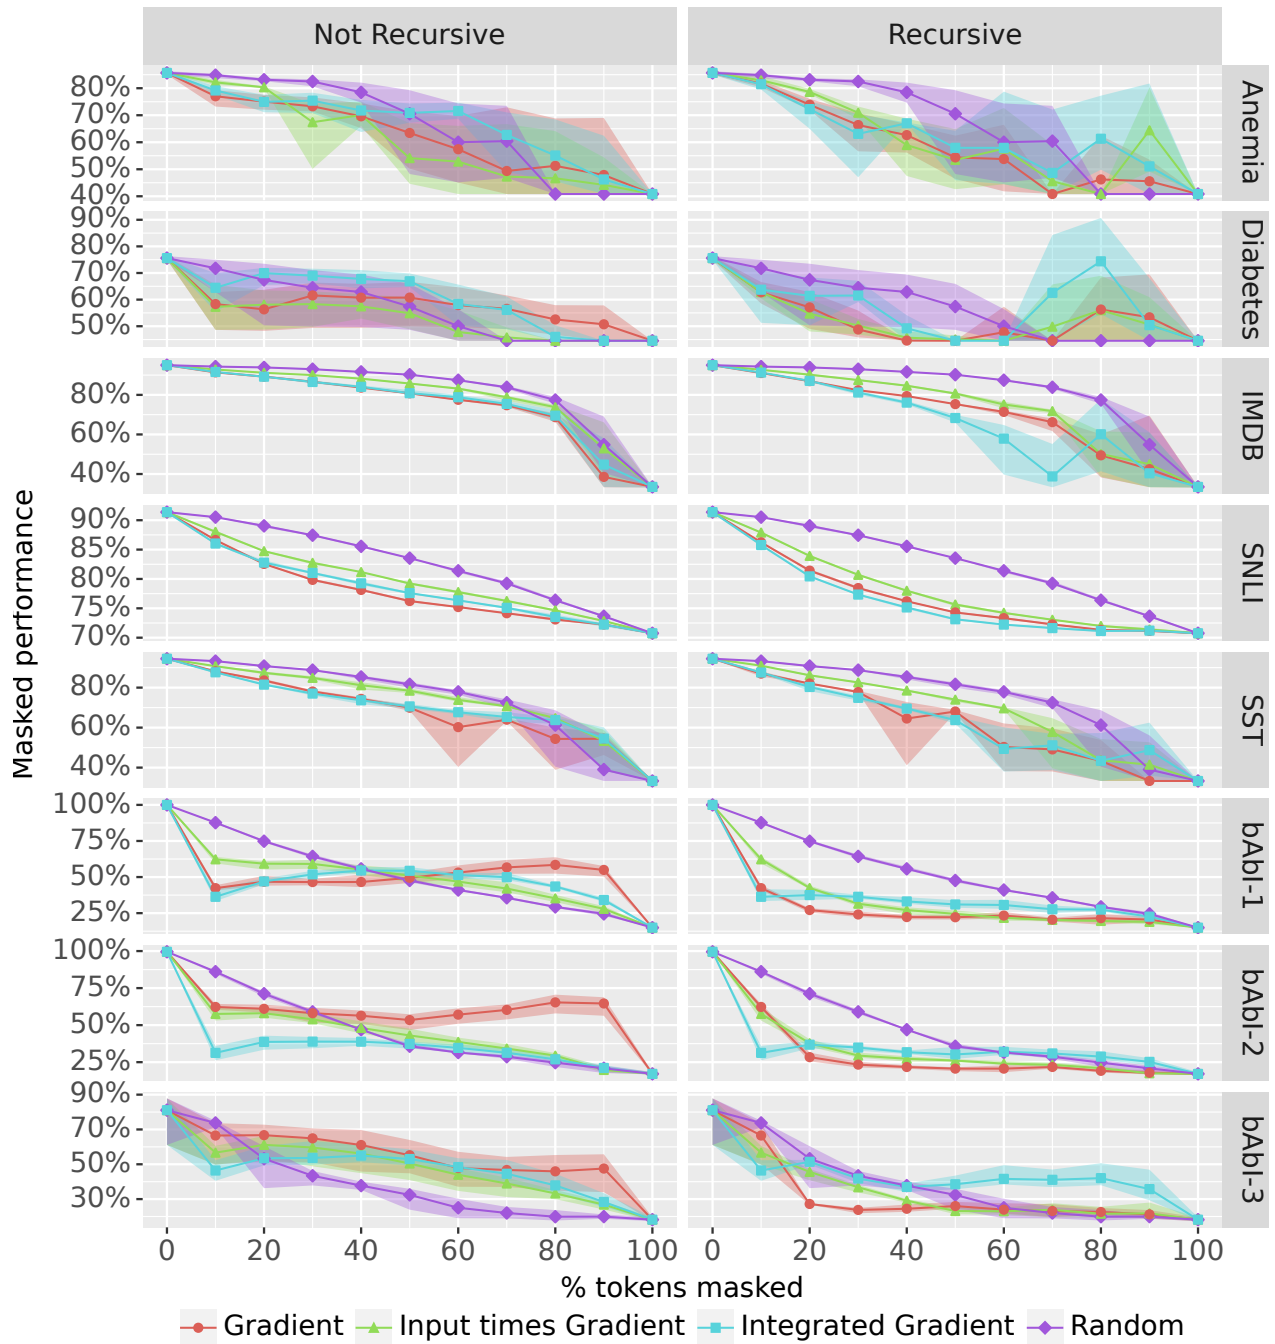 Not Recursive
Recursive
80%
70%
60%
50%
40%
Anemia
90%
80%
70%
60%
50%
Diabetes
80%
60%
40%
IMDB
90%
85%
80%
75%
70%
SNLI
80%
60%
40%
SST
100%
75%
50%
25%
bAbI-1
100%
75%
50%
25%
bAbI-2
90%
70%
50%
30%
bAbI-3
Masked performance
0 20 40 60 80 100 0 20 40 60 80 100
% tokens masked
Gradient Input times Gradient Integrated Gradient Random